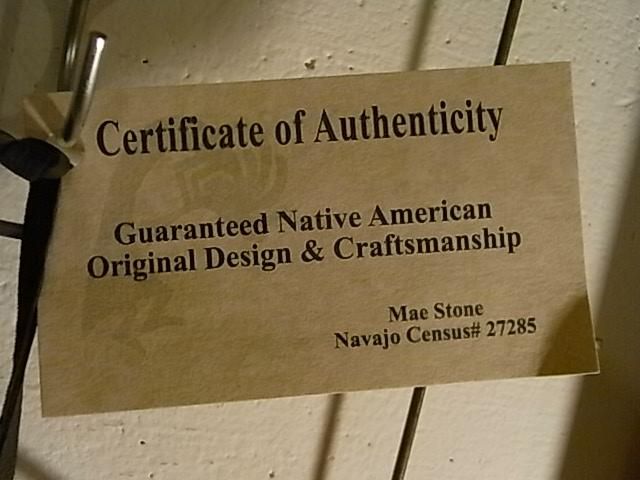 Certificate of Authenticity
Guaranteed Native American
Original Design & Craftsmanship
Mae Stone
Navajo Census# 27285